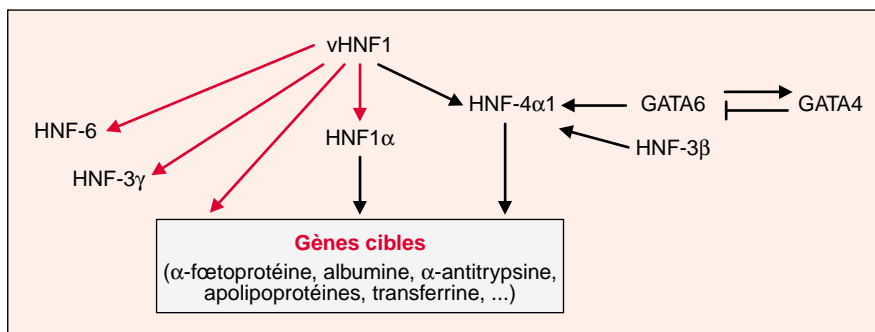 vHNF1
HNF-6
HNF-3γ
HNF1α
HNF-4α1
GATA6
GATA4
HNF-3β
Gènes cibles
(α-fœtoprotéine, albumine, α-antitrypsine,
apolipoprotéines, transferrine, ...)